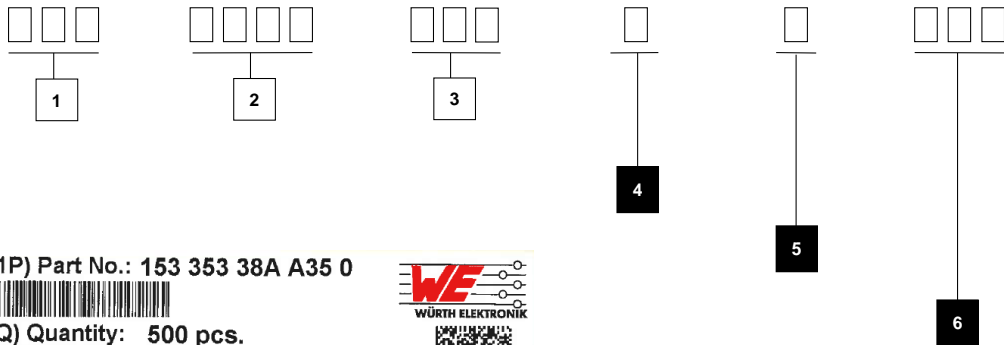 1
2
3
4
5
6
1P) Part No.: 153 353 38A A35 0
WE
WÜRTH ELEKTRONIK
Q) Quantity: 500 pcs.